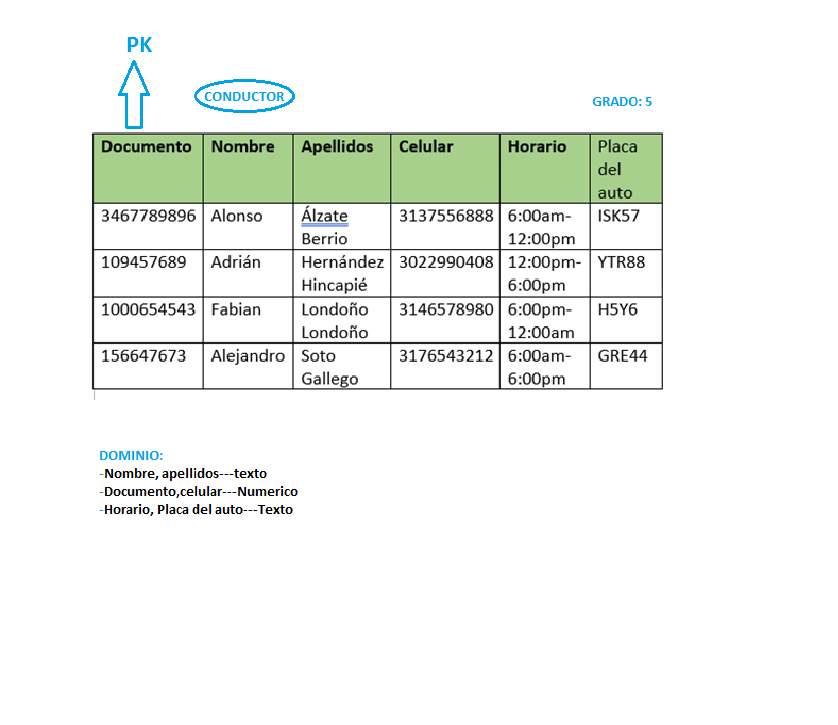 PK
CONDUCTOR
GRADO: 5
Documento Nombre Apellidos Celular Horario Placa
del
auto
3467789896 Alonso Álzate 3137556888 6:00am- ISK57
Berrio 12:00pm
109457689 Adrián Hernández 3022990408 12:00pm- YTR88
Hincapié 6:00pm
1000654543 Fabian Londoño 3146578980 6:00pm- H5Y6
Londoño 12:00am
156647673 Alejandro Soto 3176543212 6:00am- GRE44
Gallego 6:00pm
DOMINIO:
-Nombre, apellidos---texto
-Documento,celular---Numerico
-Horario, Placa del auto---Texto